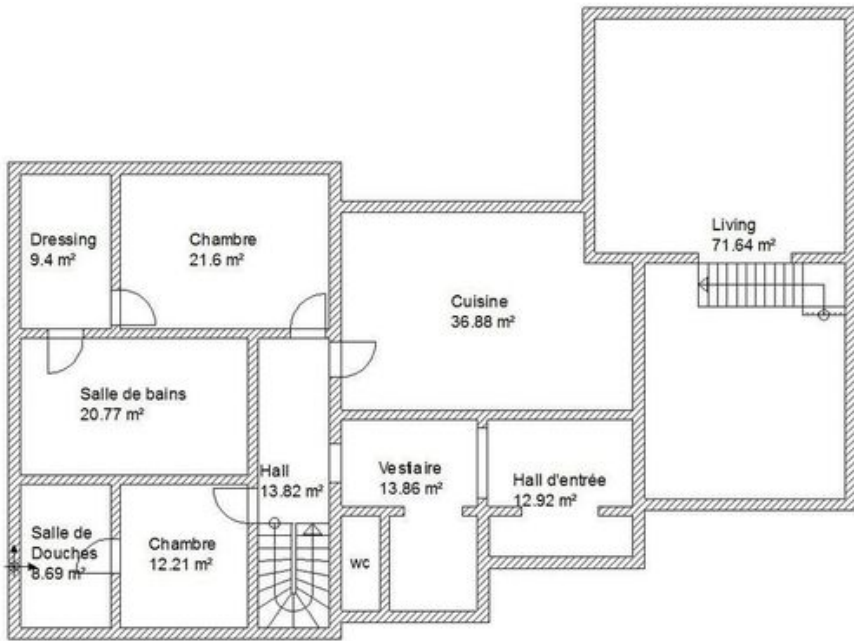 Living
71.64 m²
Dressing
9.4 m²
Chambre
21.6 m²
Cuisine
36.88 m²
Salle de bains
20.77 m²
Hall
13.82 m²
Vestiaire
13.86 m²
Hall d'entrée
12.92 m²
Salle de
Douches
8.69 m²
Chambre
12.21 m²
wc